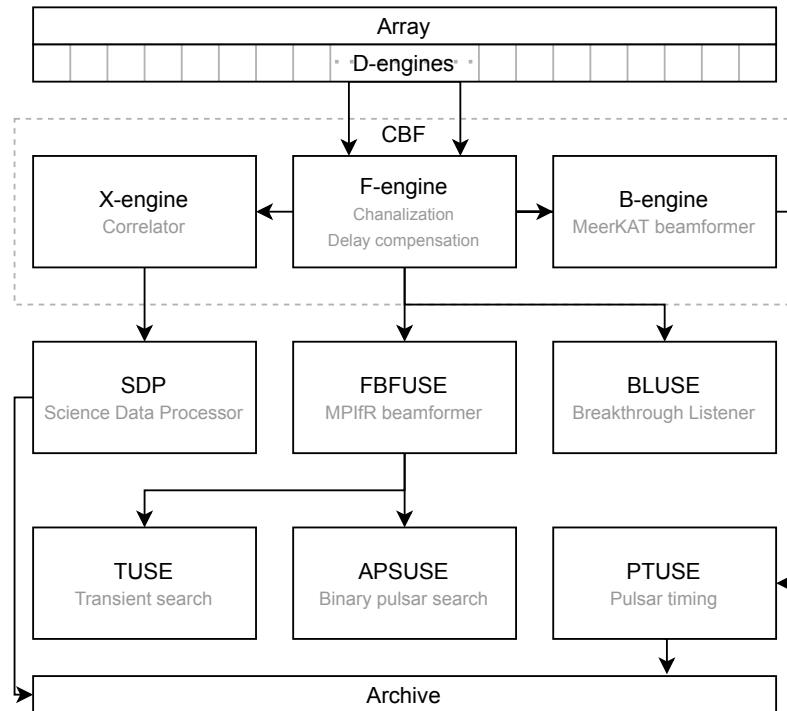 Array
D-engines
CBF
X-engine
Correlator
F-engine
Chanalization
Delay compensation
B-engine
MeerKAT beamformer
SDP
Science Data Processor
FBFUSE
MPIfR beamformer
BLUSE
Breakthrough Listener
TUSE
Transient search
APSUSE
Binary pulsar search
PTUSE
Pulsar timing
Archive